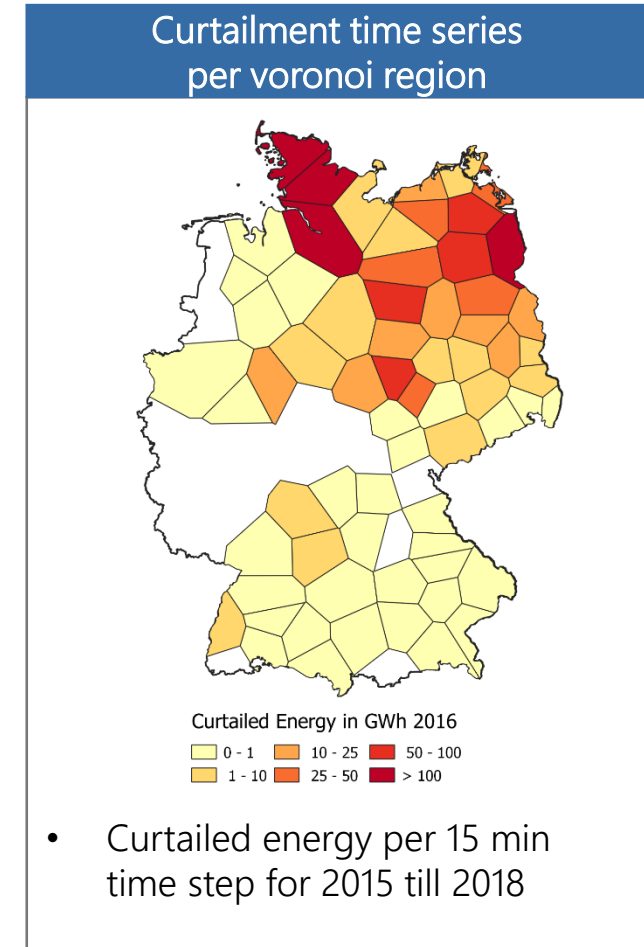 Curtailment time series
per voronoi region
Curtailed Energy in GWh 2016
0 - 1
10 - 25
50 - 100
1 - 10
25 - 50
> 100
• Curtailed energy per 15 min
time step for 2015 till 2018